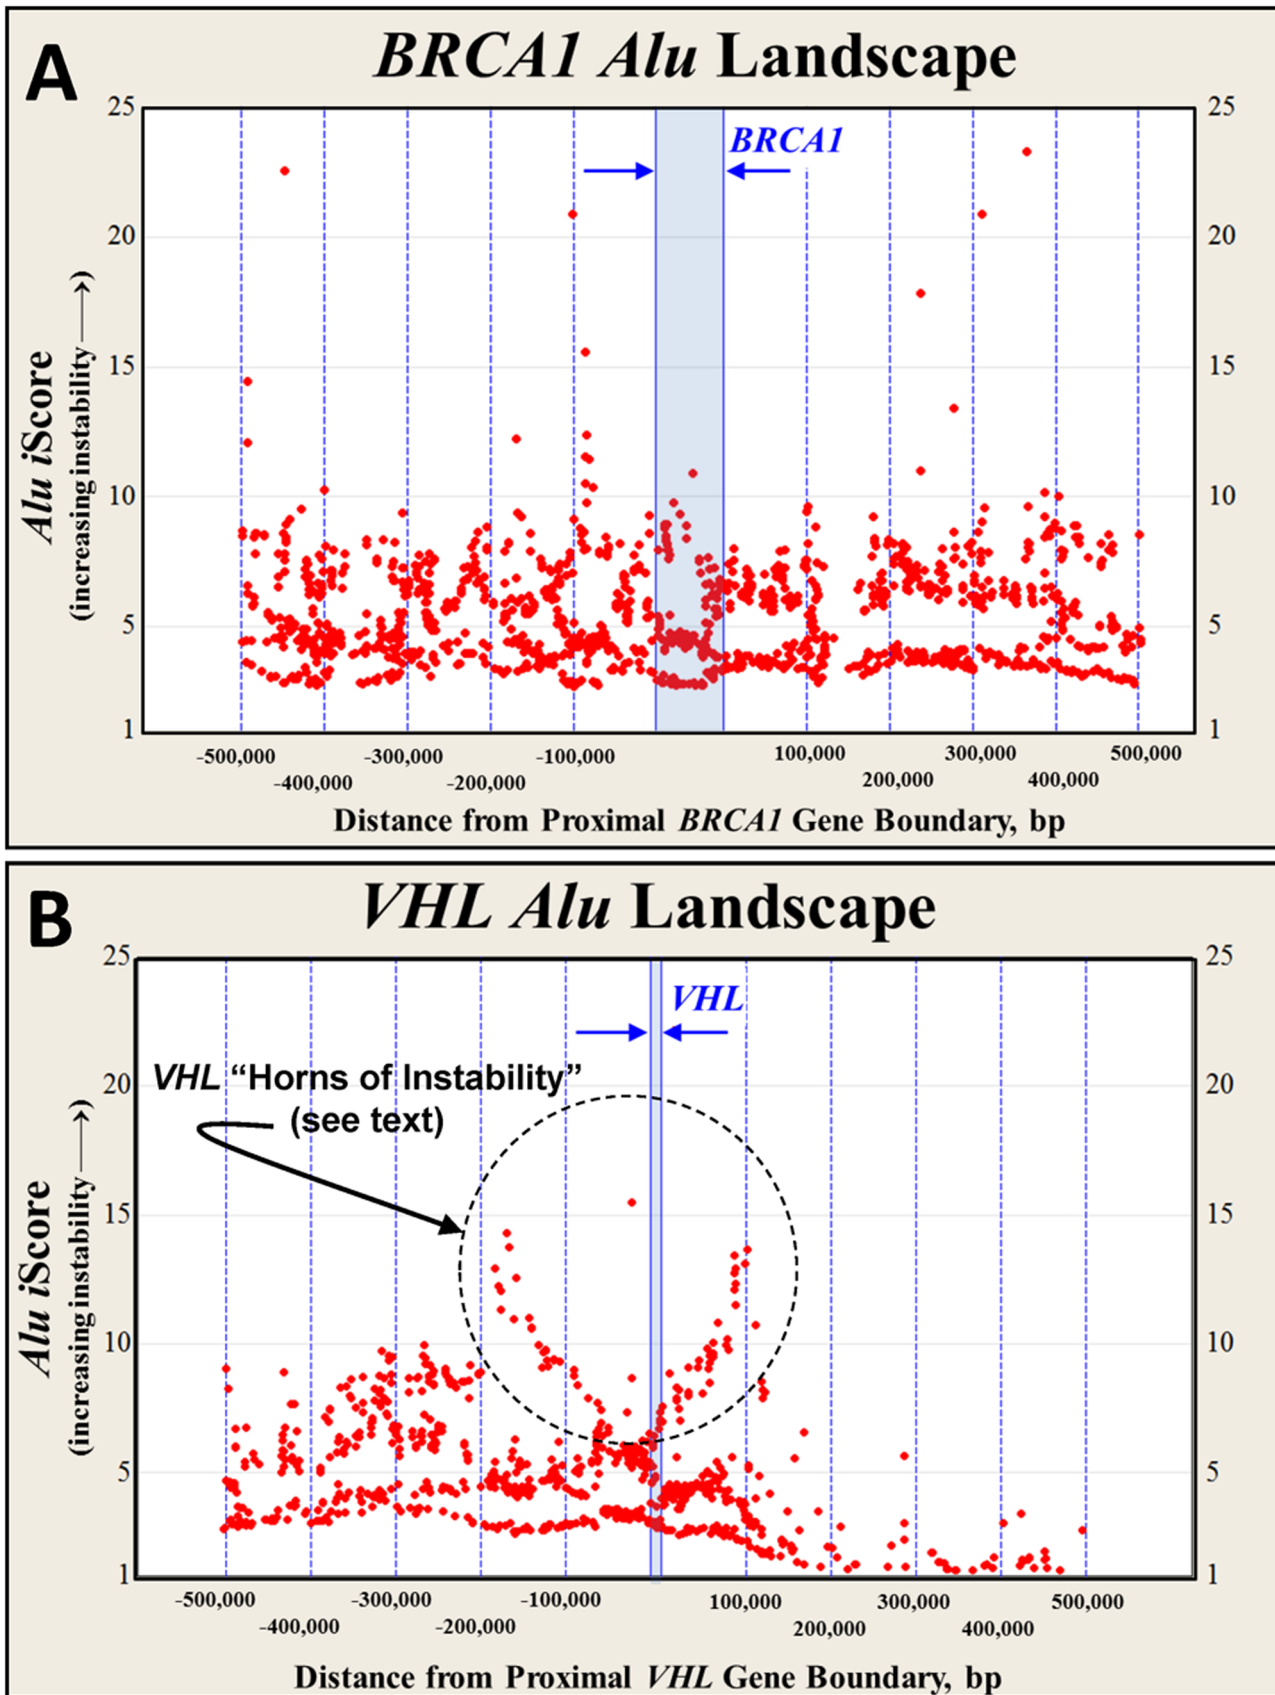 A
BRCA1 Alu Landscape
25 25
BRCA1
20 20
15 15
10 10
5 5
1 1
Alu iScore
(increasing instability⟶)
-500,000 -300,000 -100,000 100,000 300,000 500,000
-400,000 -200,000 200,000 400,000
Distance from Proximal BRCA1 Gene Boundary, bp
B
VHL Alu Landscape
25 25
VHL
VHL “Horns of Instability”
(see text)
20 20
15 15
10 10
5 5
1 1
Alu iScore
(increasing instability⟶)
-500,000 -300,000 -100,000 100,000 300,000 500,000
-400,000 -200,000 200,000 400,000
Distance from Proximal VHL Gene Boundary, bp